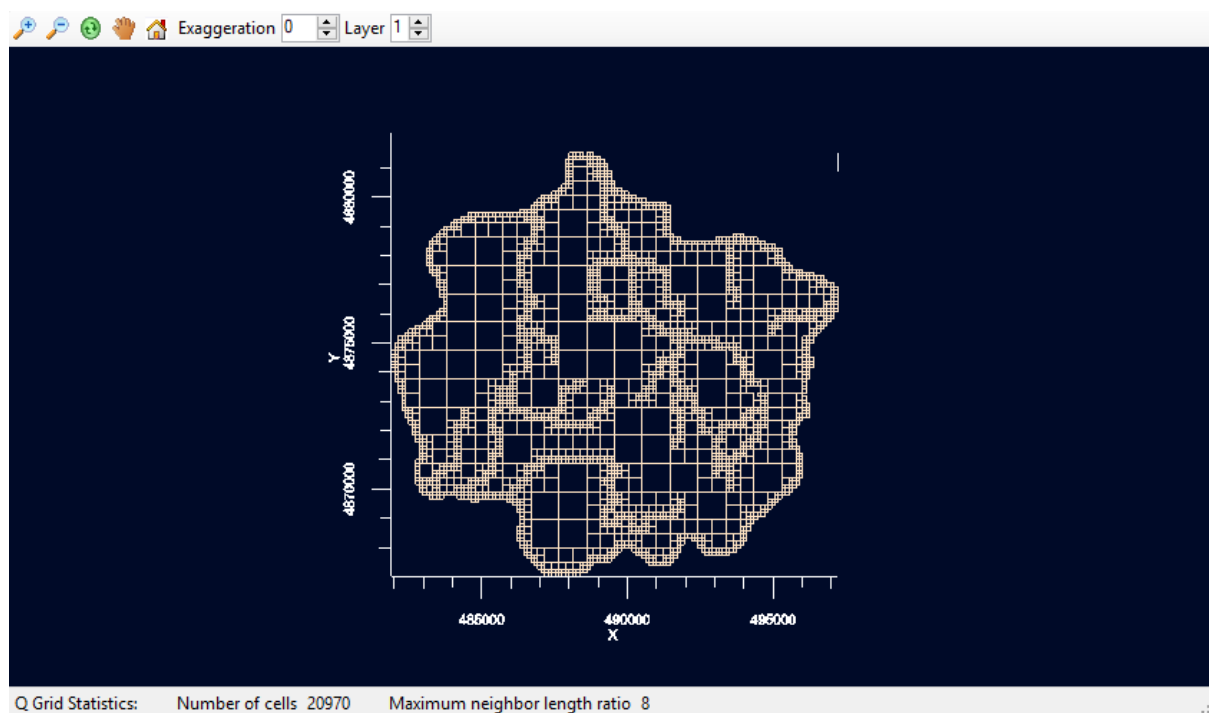 Exaggeration 0 Layer 1
4880000
4875000
Y
4870000
485000 490000 495000
X
Q Grid Statistics: Number of cells 20970 Maximum neighbor length ratio 8